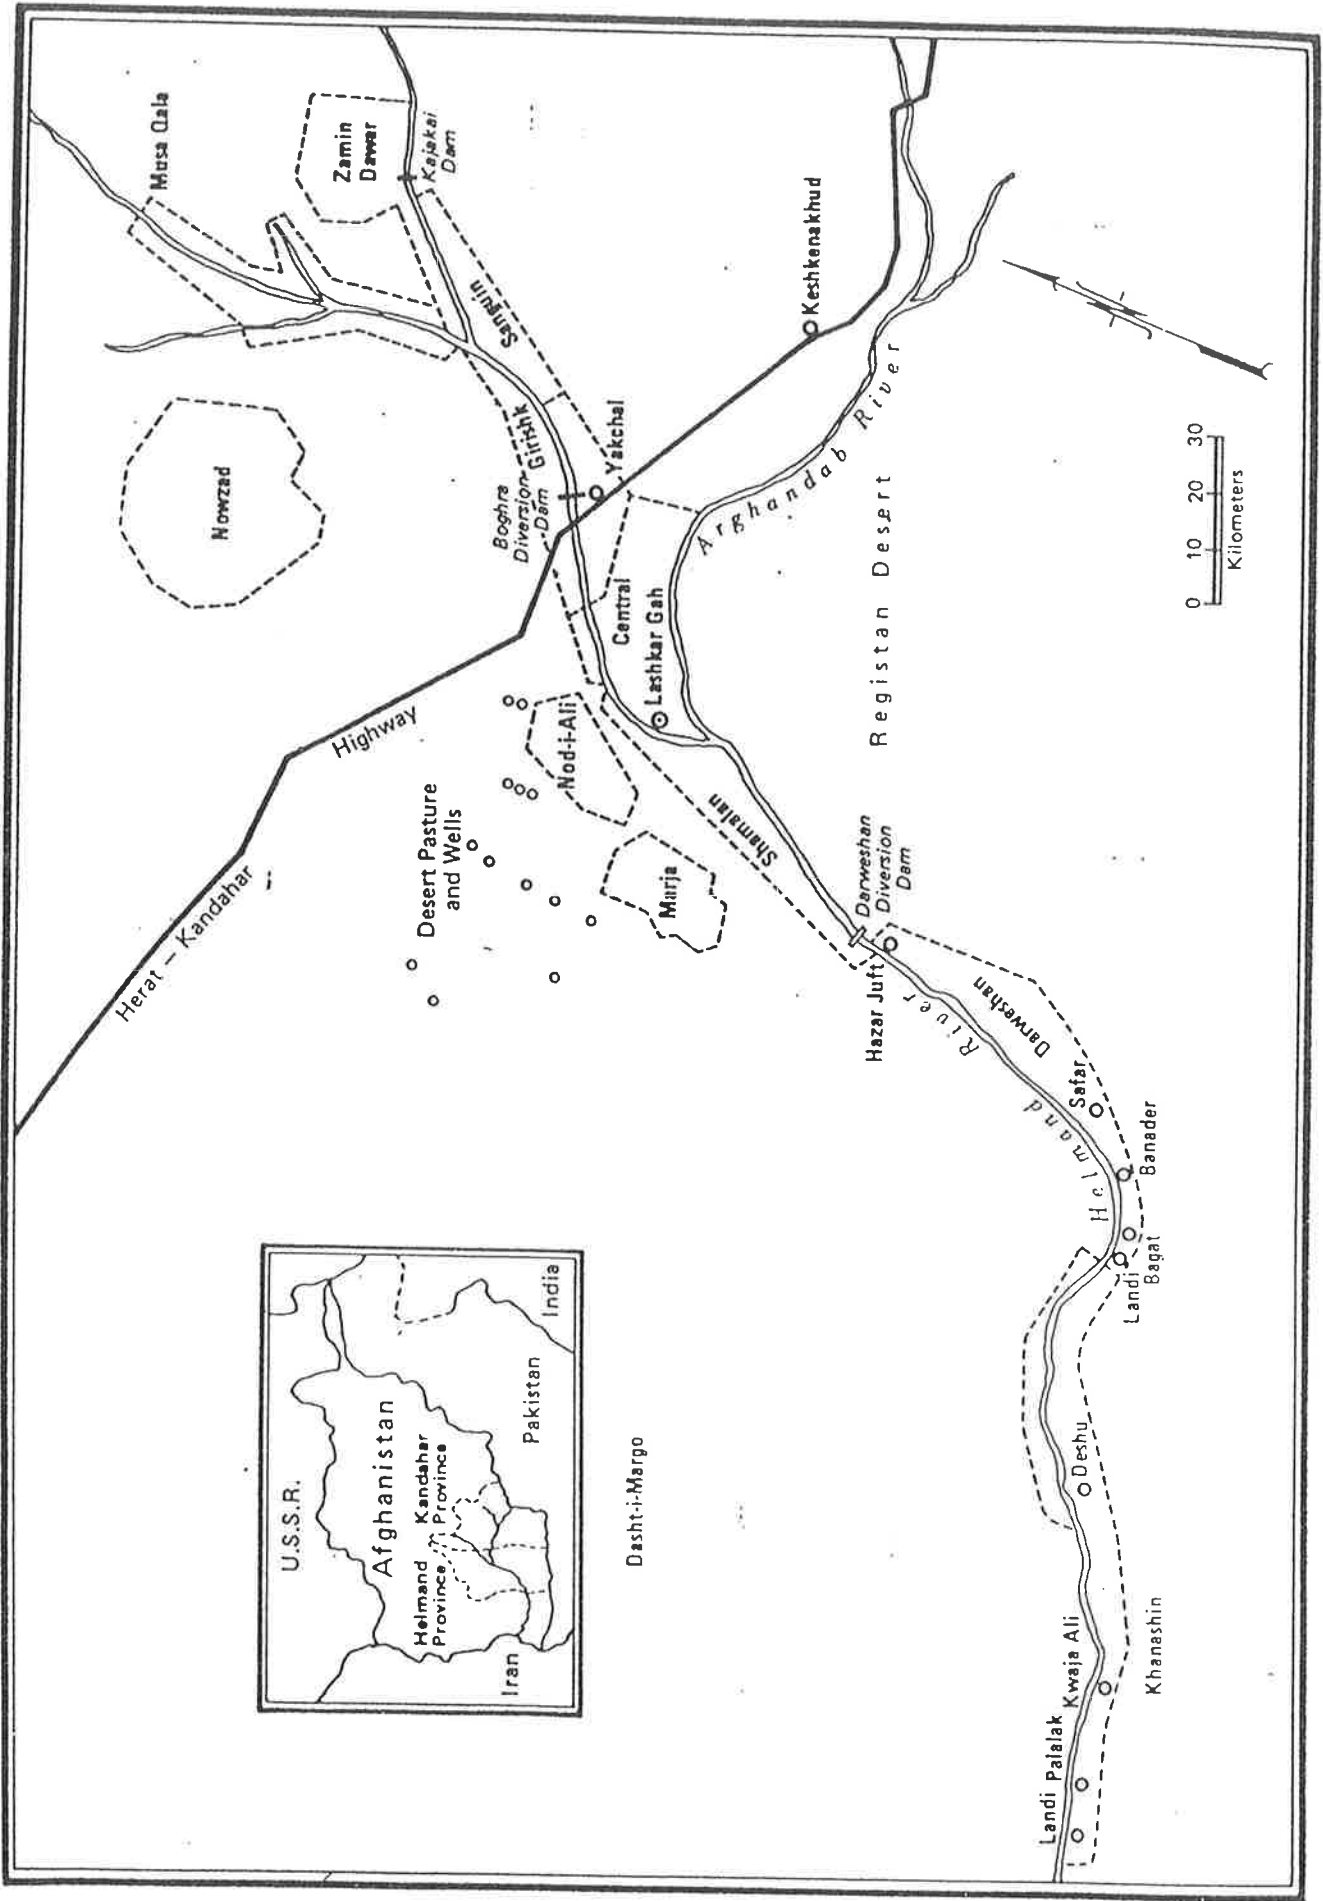 Musa Qala
Zamin
Dawar
Kajakai
Dam
Sanguin
Nowzad
Girishk
Boghra
Diversion
Dam
Yakchal
Keshkenakhud
Arghandab River
Central
Lashkar Gah
Registan Desert
0 10 20 30
Kilometers
Highway
Herat – Kandahar
Nod-i-Ali
Desert Pasture
and Wells
Shamalan
Marja
Darweshan
Diversion
Dam
Hazar Juft
Darweshan
Helmand River
Safar
Banader
Landi
Bagat
Deshu
Khanashin
Kwaja Ali
Palalak
Landi
Dasht-i-Margo
U.S.S.R.
Afghanistan
Helmand
Province
Kandahar
Province
Iran
Pakistan
India